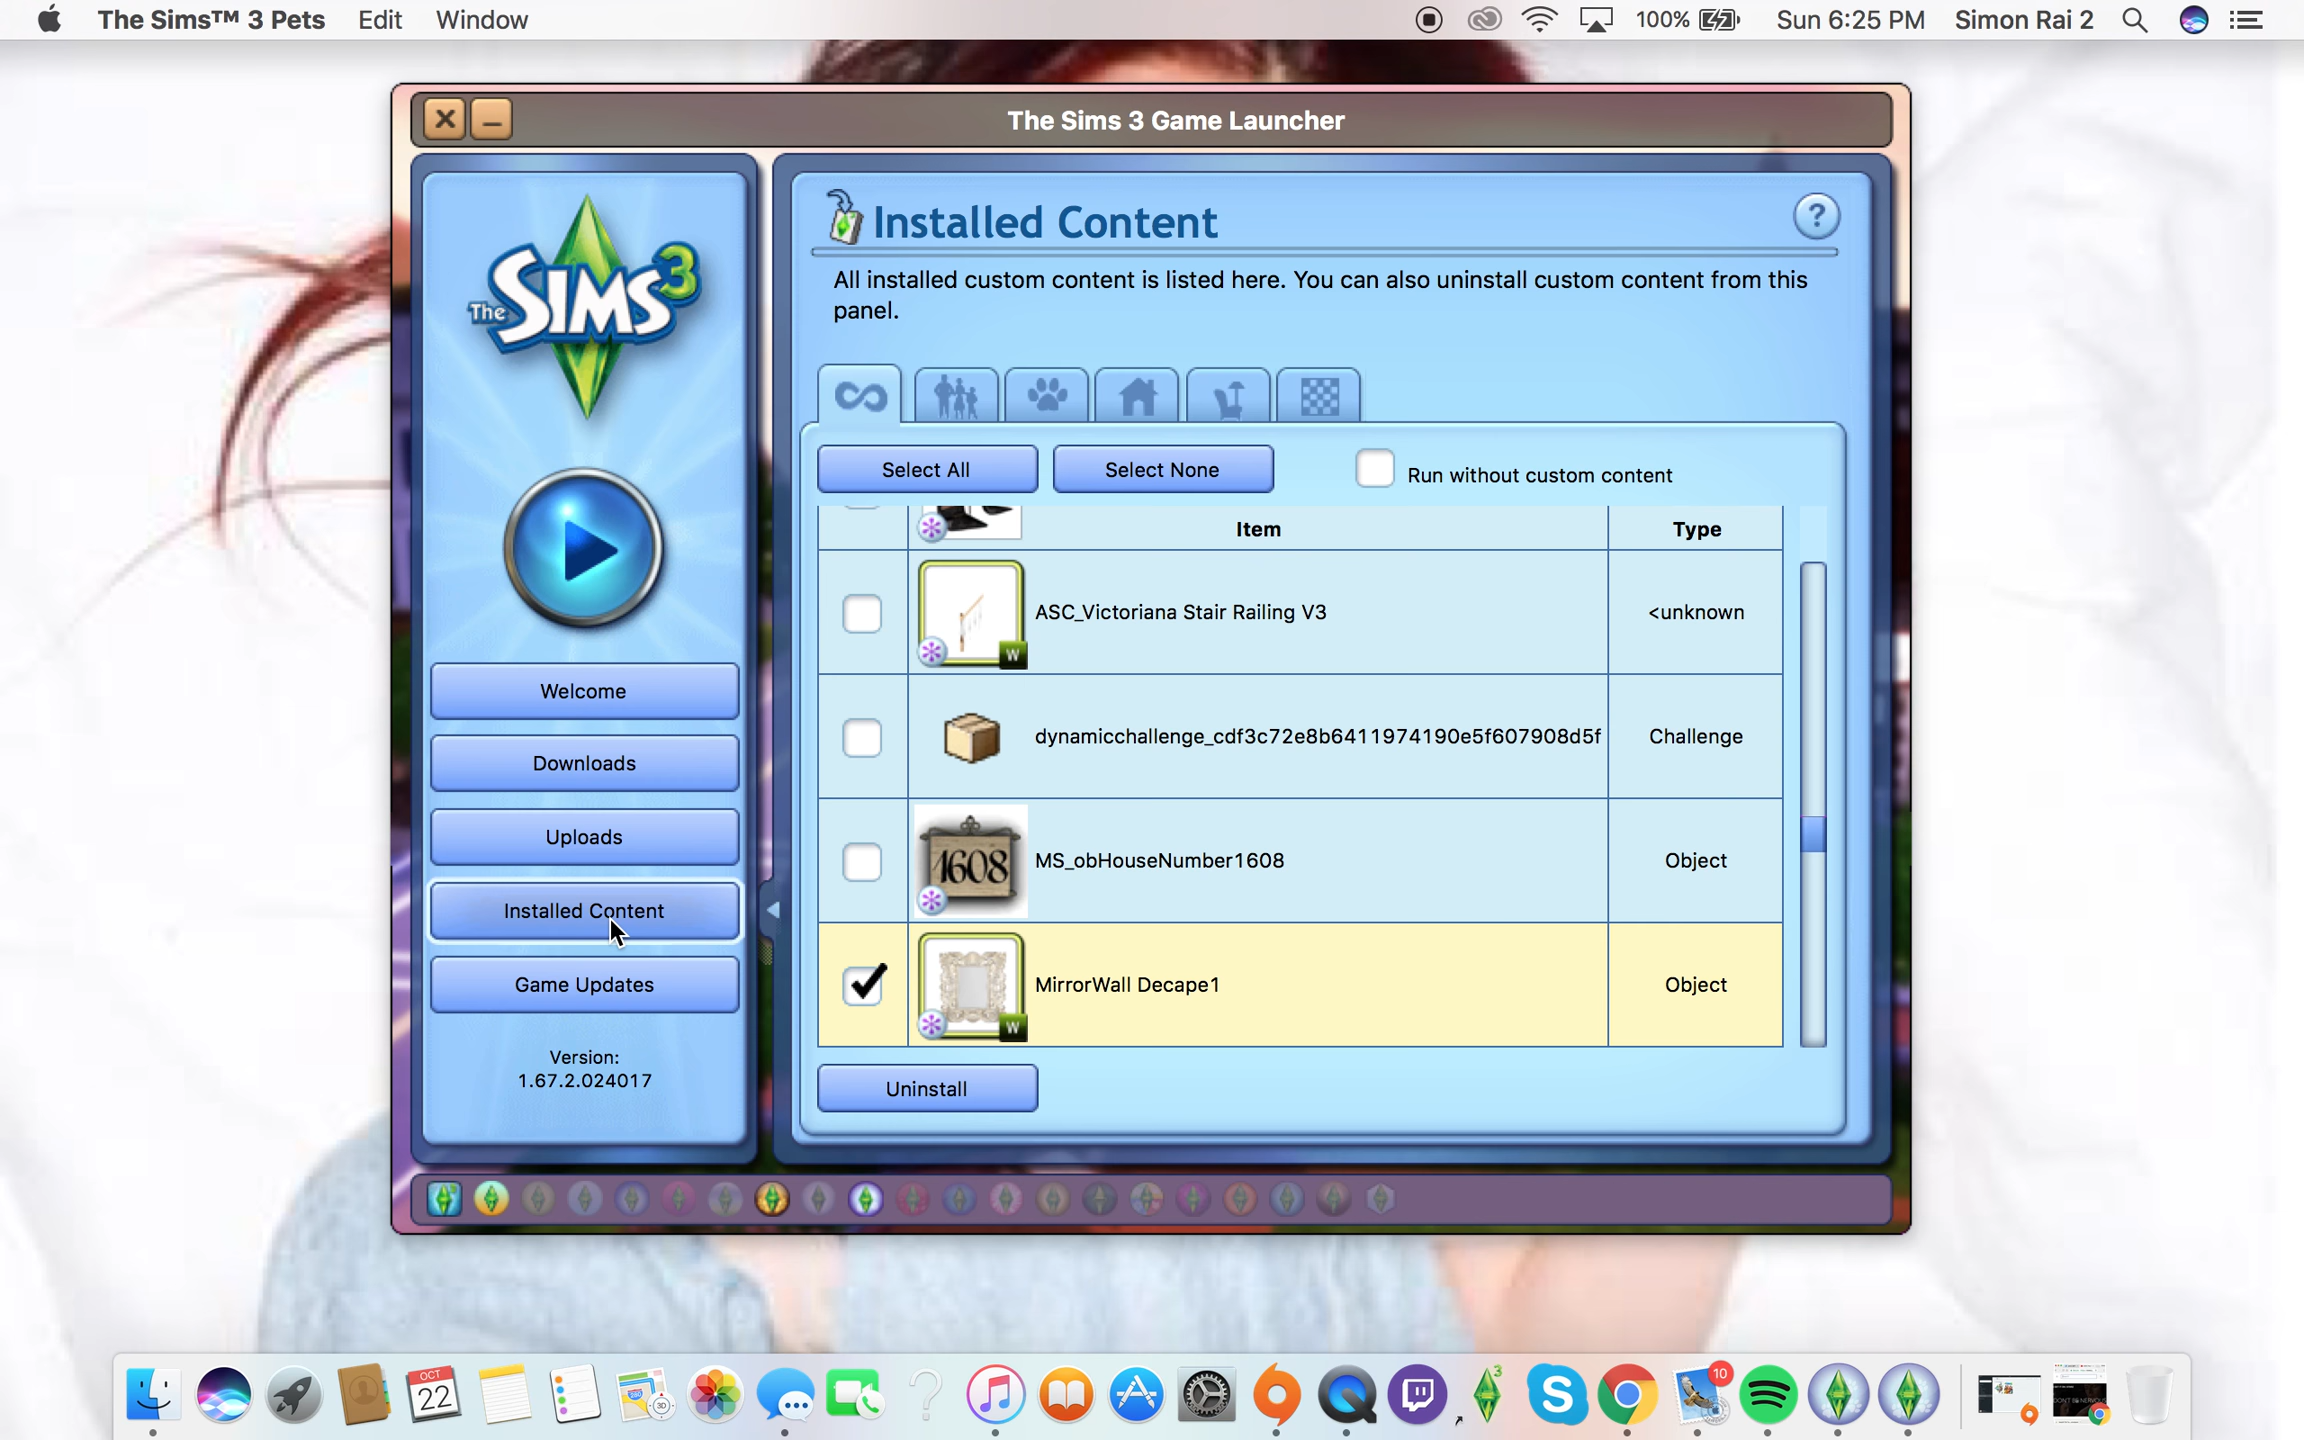 The Sims™ 3 Pets Edit Window 100% Sun 6:25 PM Simon Rai 2
The Sims 3 Game Launcher
The SIMS 3
Welcome
Downloads
Uploads
Installed Content
Game Updates
Version:
1.67.2.024017
Installed Content
?
All installed custom content is listed here. You can also uninstall custom content from this
panel.
Select All Select None Run without custom content
Item Type
ASC_Victoriana Stair Railing V3 <unknown
W
dynamicchallenge_cdf3c72e8b6411974190e5f607908d5f Challenge
1608
MS_obHouseNumber1608 Object
MirrorWall Decape1 Object
W
Uninstall
OCT
22
3D
3
S
10